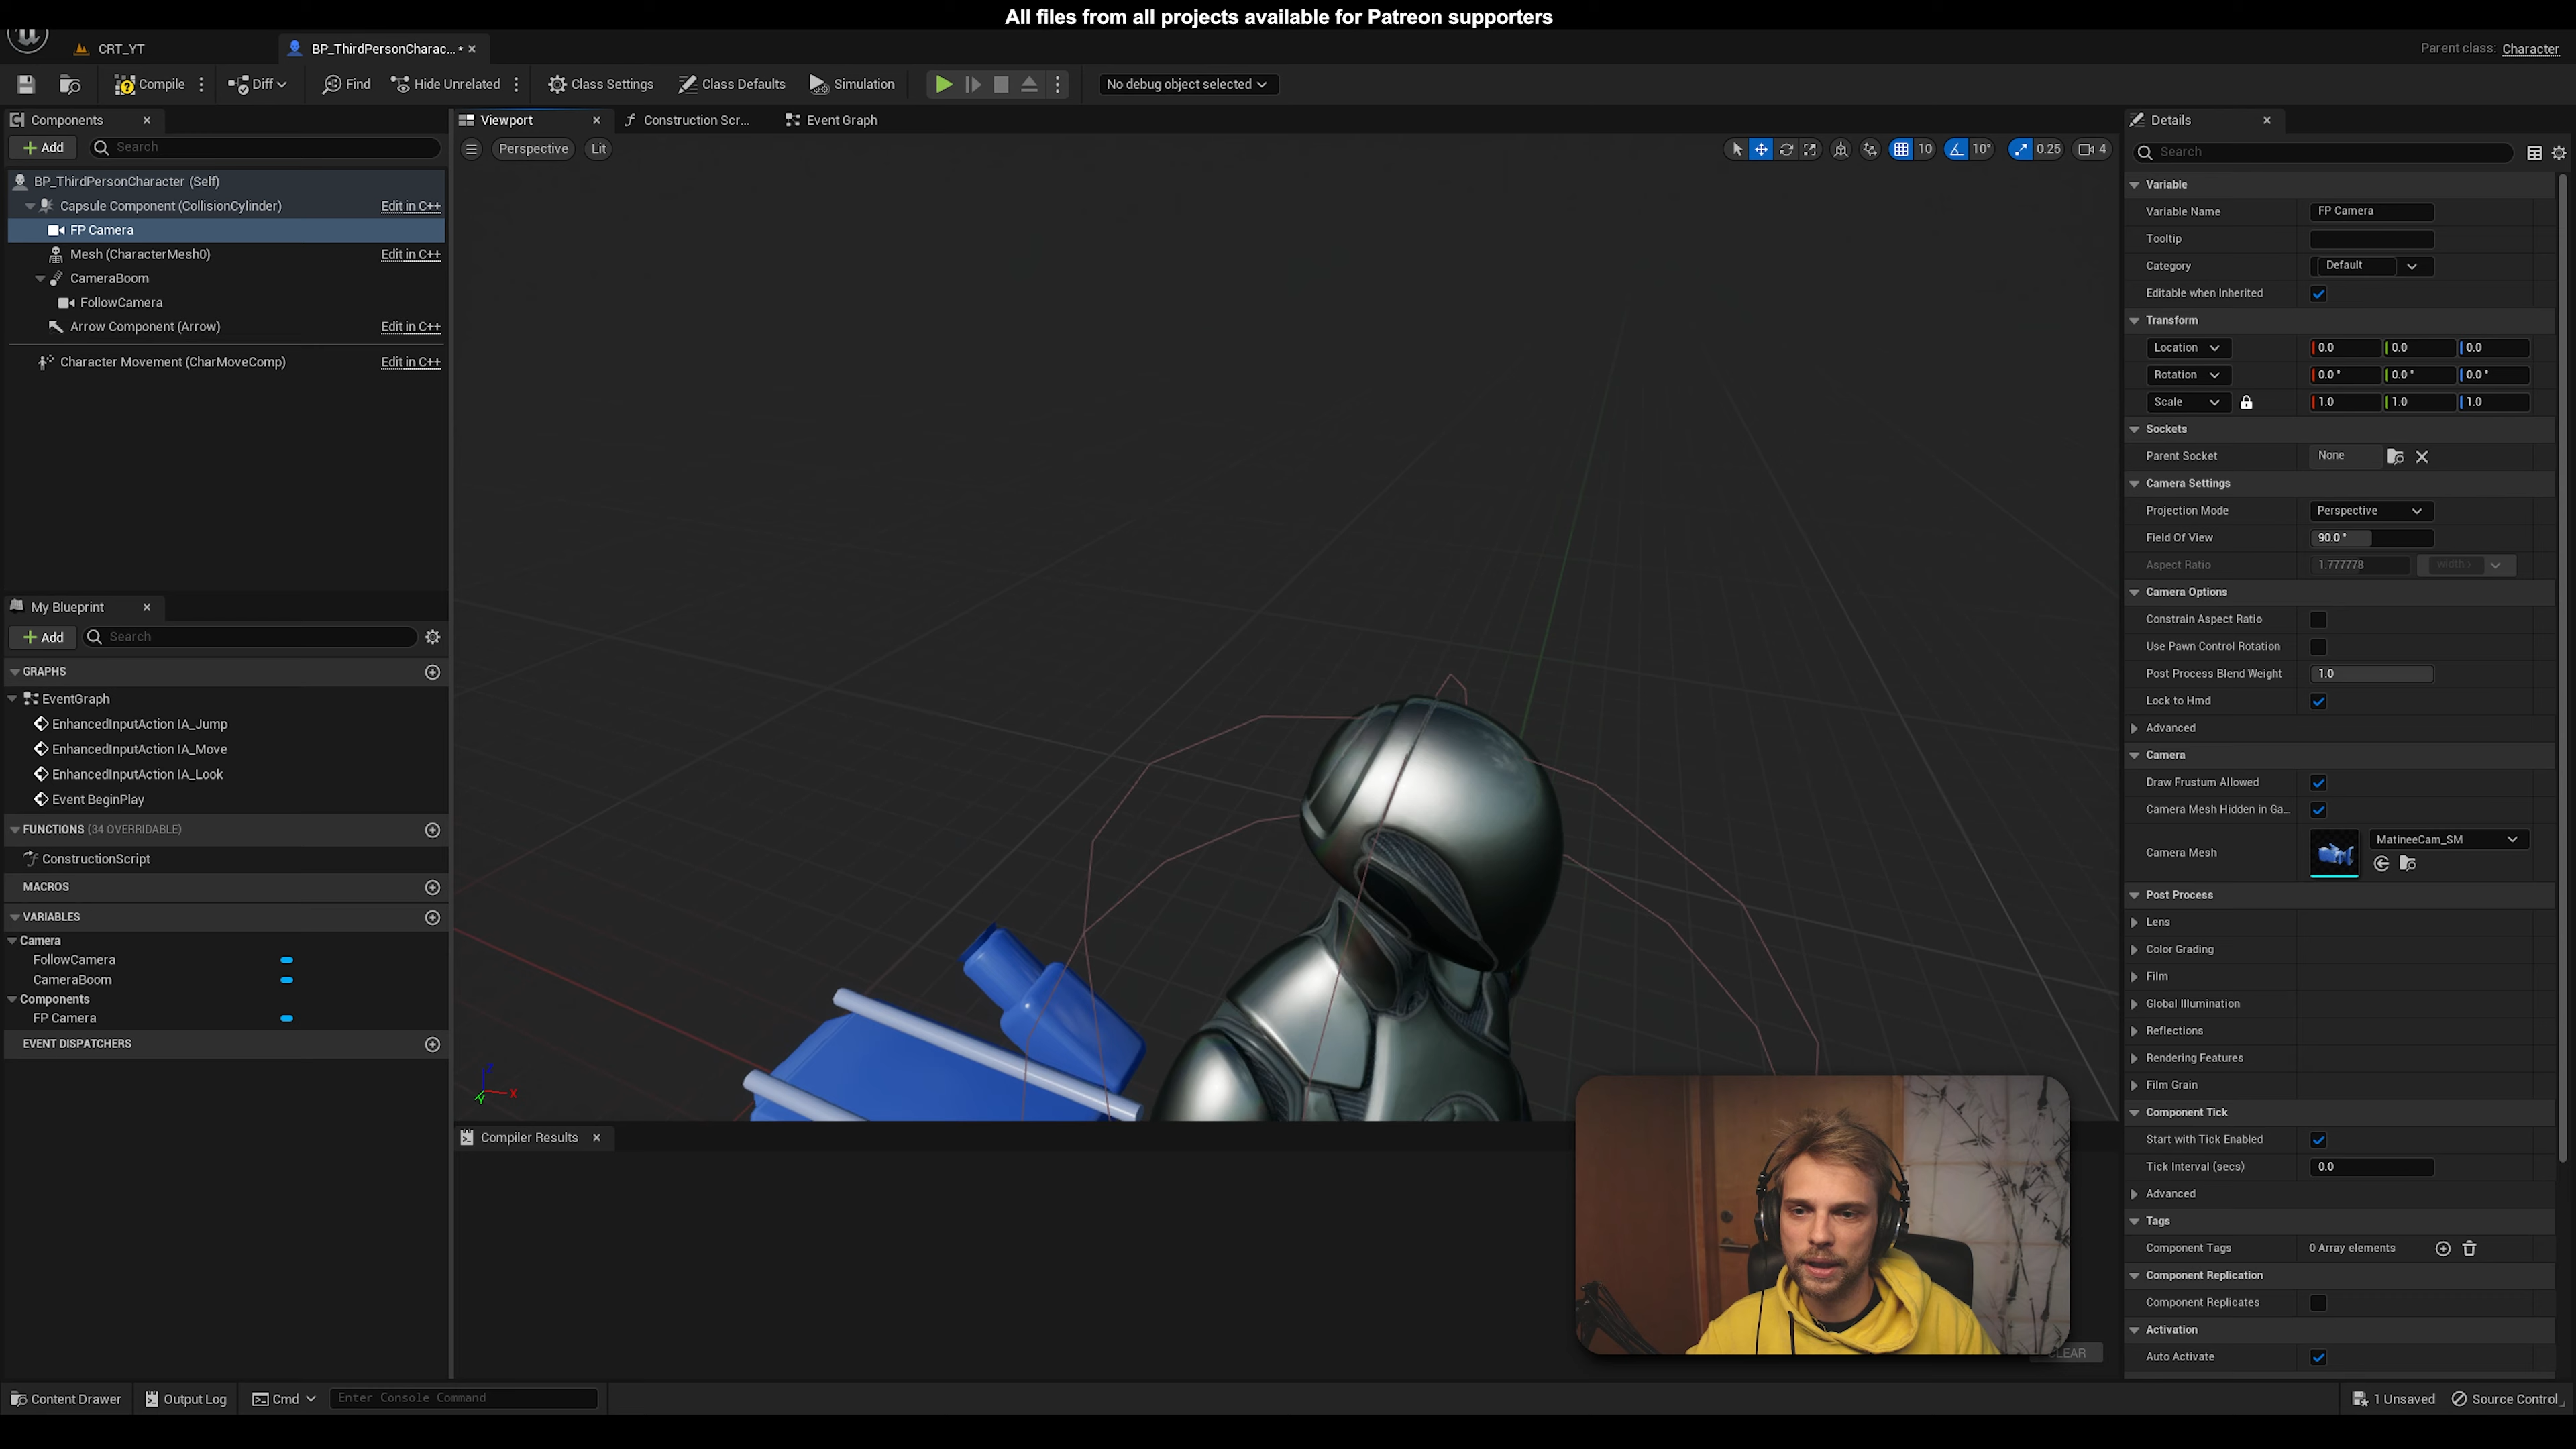 All files from all projects available for Patreon supporters
CRT_YT
BP_ThirdPersonCharac... •
Parent class: Character
Compile
Diff
Find
Hide Unrelated
Class Settings
Class Defaults
Simulation
No debug object selected
Components
Add
Search
BP_ThirdPersonCharacter (Self)
Capsule Component (CollisionCylinder) Edit in C++
FP Camera
Mesh (CharacterMesh0) Edit in C++
CameraBoom
FollowCamera
Arrow Component (Arrow) Edit in C++
Character Movement (CharMoveComp) Edit in C++
My Blueprint
Add
Search
GRAPHS
EventGraph
EnhancedInputAction IA_Jump
EnhancedInputAction IA_Move
EnhancedInputAction IA_Look
Event BeginPlay
FUNCTIONS (34 OVERRIDABLE)
ConstructionScript
MACROS
VARIABLES
Camera
FollowCamera
CameraBoom
Components
FP Camera
EVENT DISPATCHERS
Viewport
Construction Scr...
Event Graph
Perspective
Lit
10
10°
0.25
4
X
Y
Z
Compiler Results
CLEAR
Details
Search
Variable
Variable Name FP Camera
Tooltip
Category Default
Editable when Inherited
Transform
Location 0.0 0.0 0.0
Rotation 0.0 ° 0.0 ° 0.0 °
Scale 1.0 1.0 1.0
Sockets
Parent Socket None
Camera Settings
Projection Mode Perspective
Field Of View 90.0 °
Aspect Ratio 1.777778
Camera Options
Constrain Aspect Ratio
Use Pawn Control Rotation
Post Process Blend Weight 1.0
Lock to Hmd
Advanced
Camera
Draw Frustum Allowed
Camera Mesh Hidden in Ga...
Camera Mesh MatineeCam_SM
Post Process
Lens
Color Grading
Film
Global Illumination
Reflections
Rendering Features
Film Grain
Component Tick
Start with Tick Enabled
Tick Interval (secs) 0.0
Advanced
Tags
Component Tags 0 Array elements
Component Replication
Component Replicates
Activation
Auto Activate
Content Drawer
Output Log
Cmd
Enter Console Command
1 Unsaved
Source Control